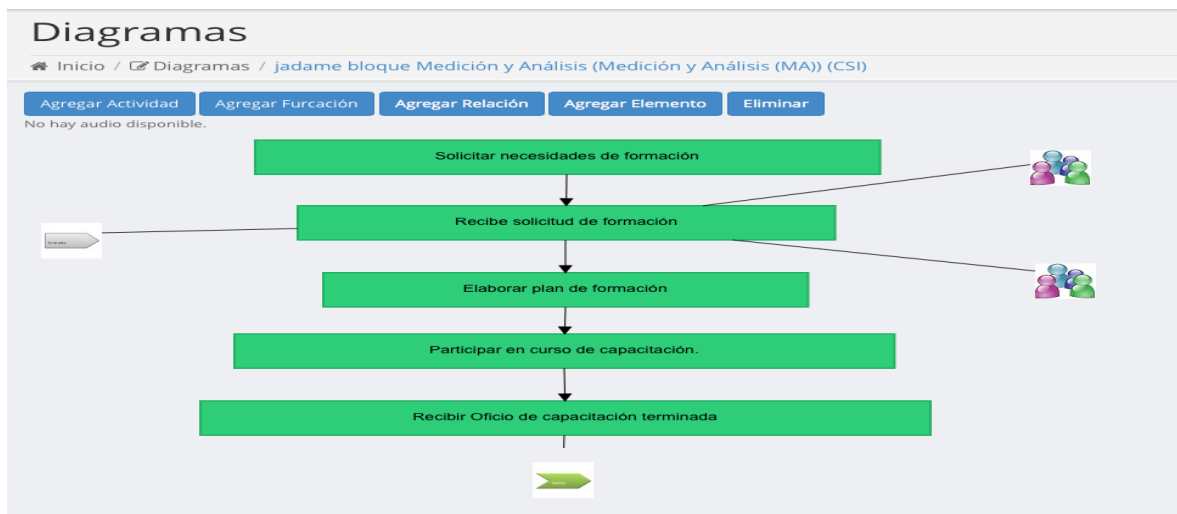 Diagramas
Inicio / Diagramas / jadame bloque Medición y Análisis (Medición y Análisis (MA)) (CSI)
Agregar Actividad Agregar Furcación Agregar Relación Agregar Elemento Eliminar
No hay audio disponible.
Solicitar necesidades de formación
Recibe solicitud de formación
Elaborar plan de formación
Participar en curso de capacitación.
Recibir Oficio de capacitación terminada